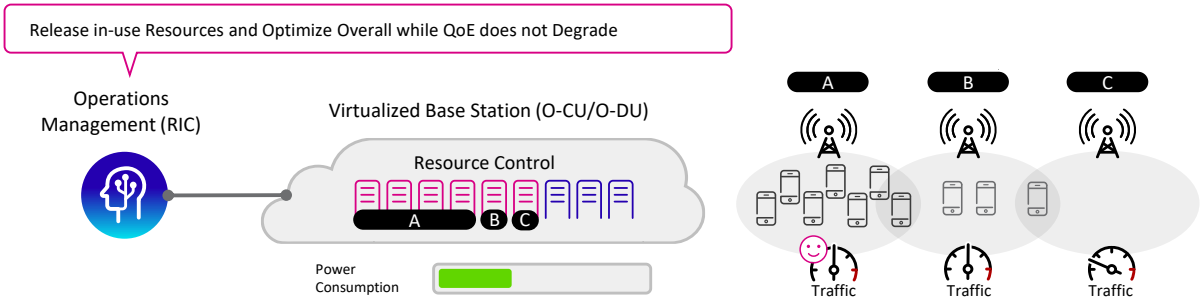 Release in-use Resources and Optimize Overall while QoE does not Degrade
Operations
Management (RIC)
Virtualized Base Station (O-CU/O-DU)
Resource Control
A B C
Power
Consumption
A B C
Traffic Traffic Traffic